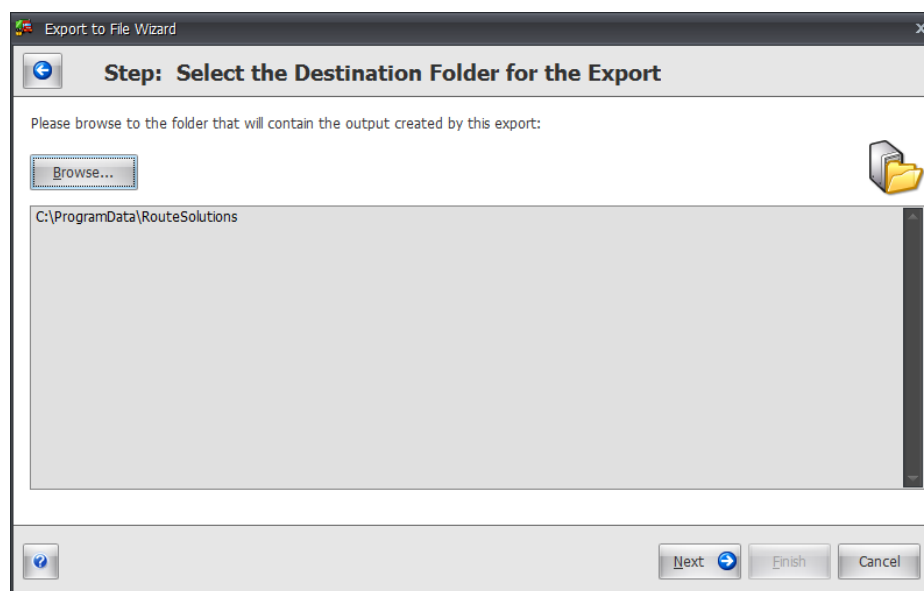 Export to File Wizard
Step: Select the Destination Folder for the Export
Please browse to the folder that will contain the output created by this export:
Browse...
C:\ProgramData\RouteSolutions
Next Finish Cancel